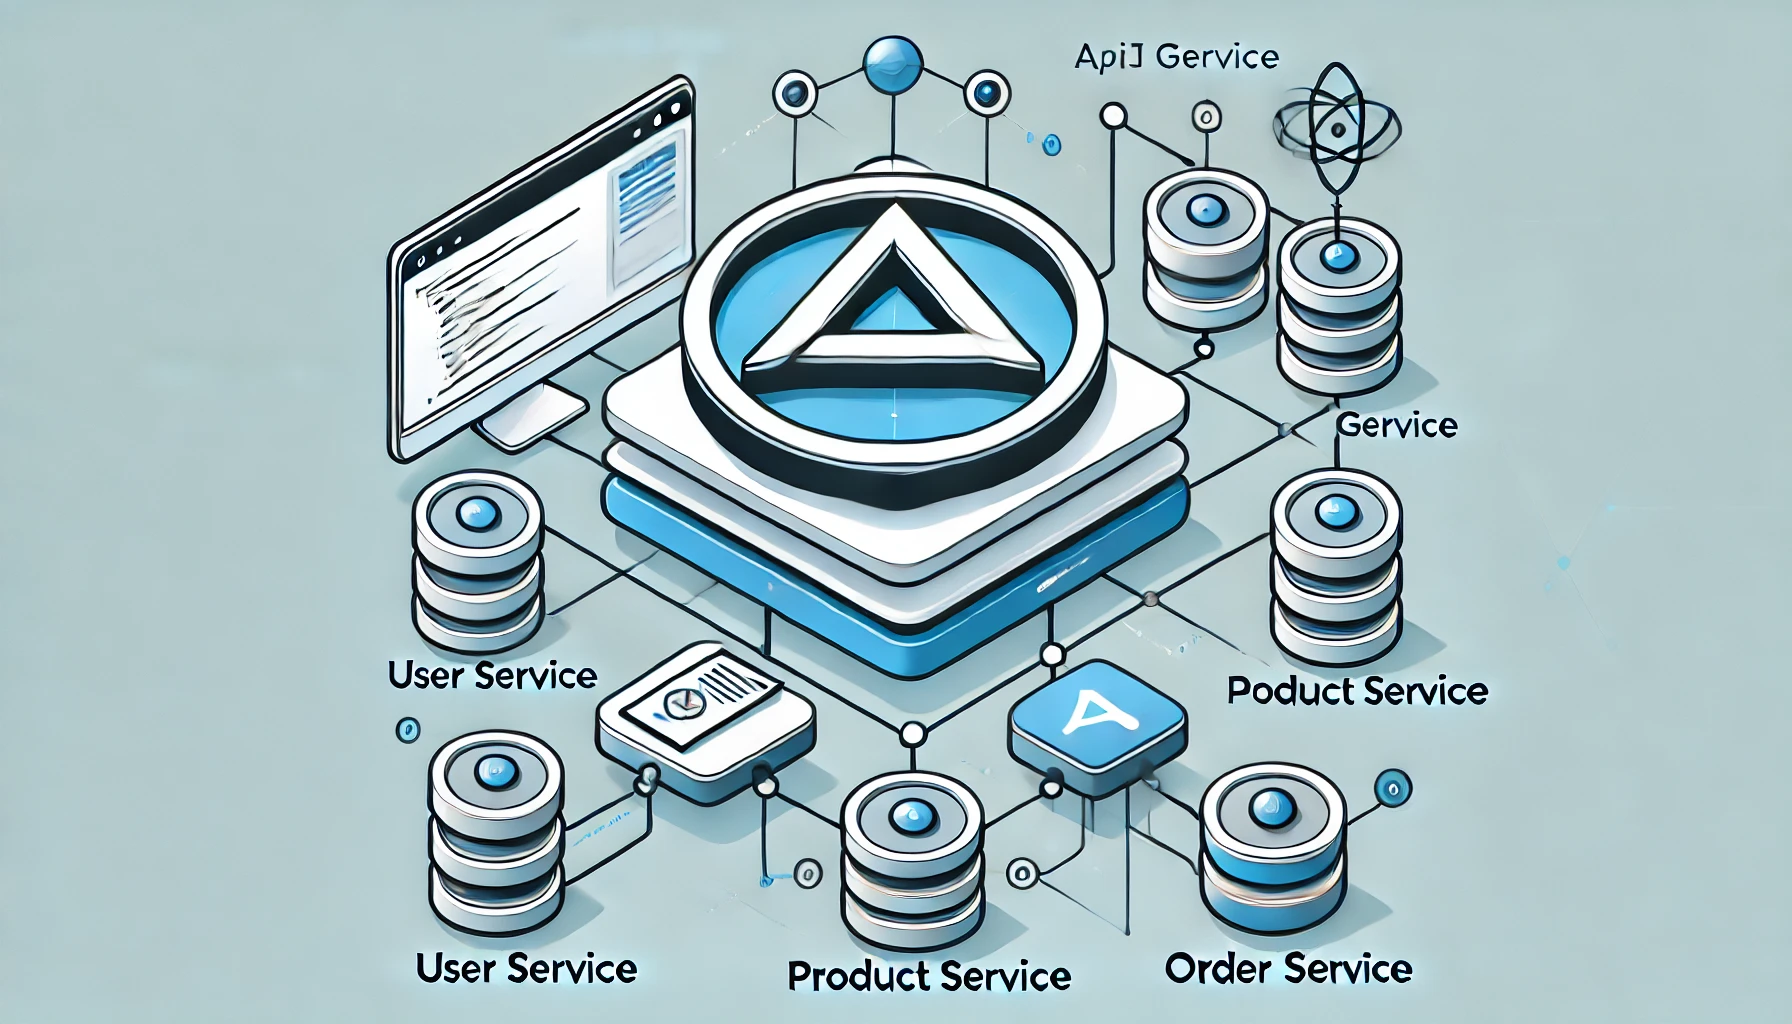 ApiJ Gervice
Gervice
User Service
Poduct Service
A
User Service
Product Service
Order Service